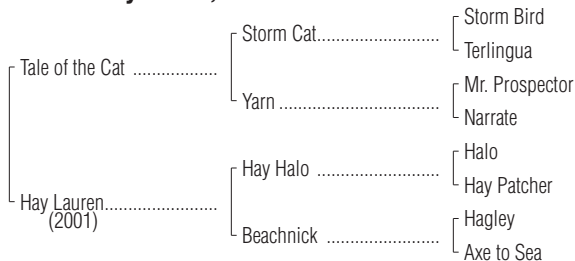 Storm Bird
Storm Cat....................................
Terlingua
Tale of the Cat .....................
Mr. Prospector
Yarn ...............................................
Narrate
Halo
Hay Halo ....................................
Hay Patcher
Hay Lauren............................
(2001)
Hagley
Beachnick .................................
Axe to Sea